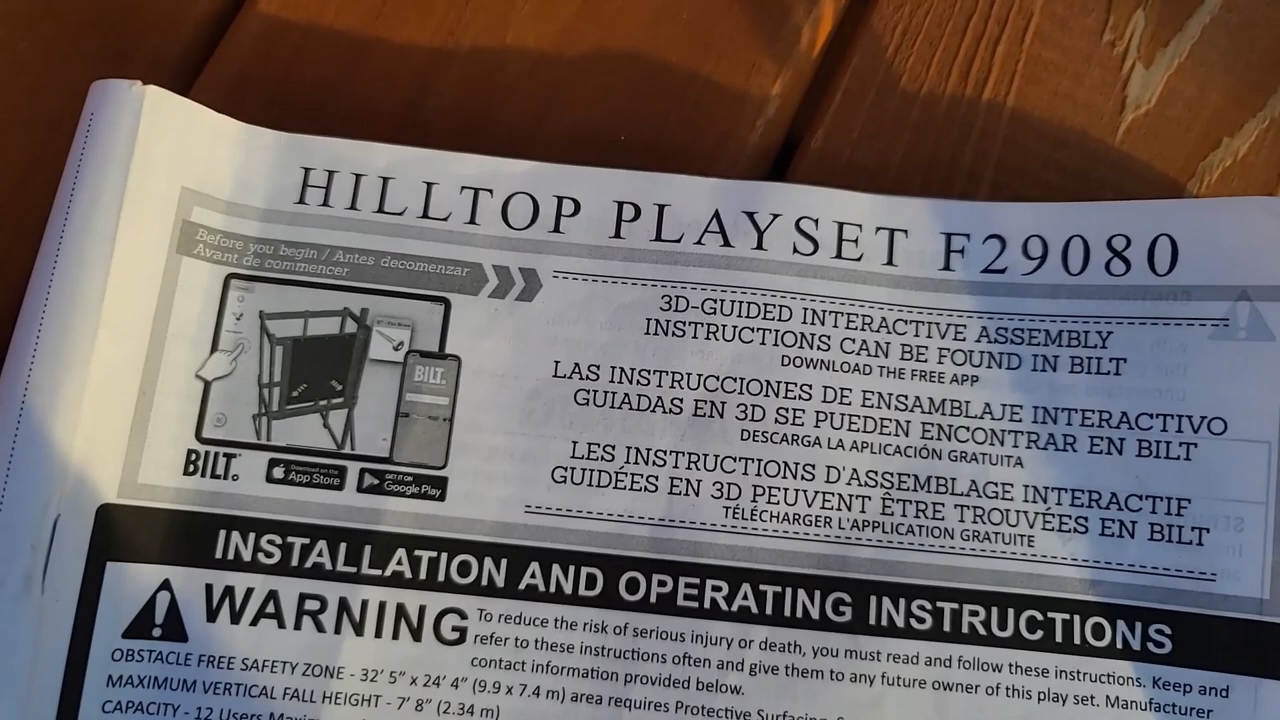 HILLTOP PLAYSET F29080
Before you begin / Antes decomenzar
Avant de commencer
3D-GUIDED INTERACTIVE ASSEMBLY
INSTRUCTIONS CAN BE FOUND IN BILT
DOWNLOAD THE FREE APP
LAS INSTRUCCIONES DE ENSAMBLAJE INTERACTIVO
GUIADAS EN 3D SE PUEDEN ENCONTRAR EN BILT
DESCARGA LA APLICACIÓN GRATUITA
LES INSTRUCTIONS D'ASSEMBLAGE INTERACTIF
GUIDÉES EN 3D PEUVENT ÊTRE TROUVÉES EN BILT
TÉLÉCHARGER L'APPLICATION GRATUITE
BILT.
BILT.
Download on the
App Store
GET IT ON
Google Play
INSTALLATION AND OPERATING INSTRUCTIONS
WARNING
To reduce the risk of serious injury or death, you must read and follow these instructions. Keep and
refer to these instructions often and give them to any future owner of this play set. Manufacturer
contact information provided below.
OBSTACLE FREE SAFETY ZONE - 32' 5" x 24' 4" (9.9 x 7.4 m) area requires Protective Surfacing
MAXIMUM VERTICAL FALL HEIGHT - 7' 8" (2.34 m)
CAPACITY - 12 Users